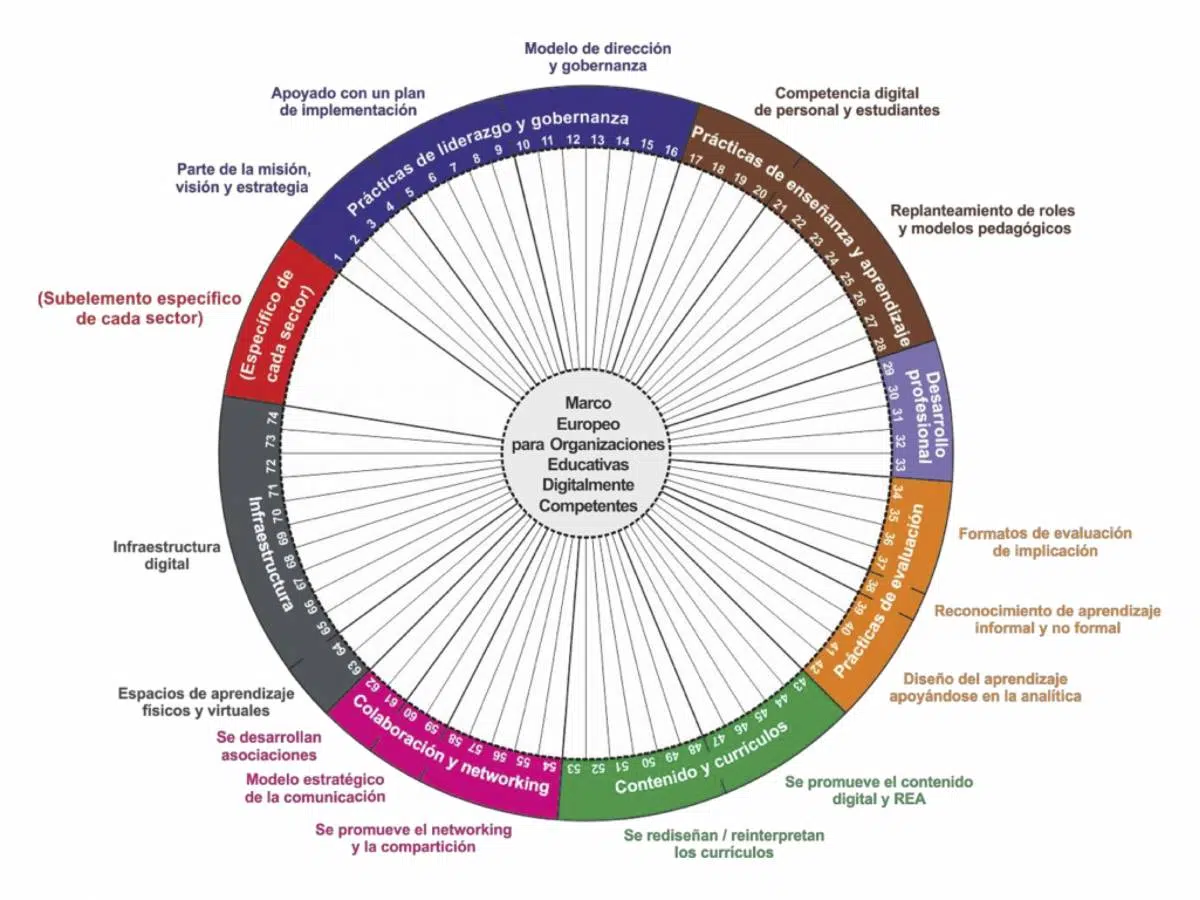 Modelo de dirección
y gobernanza
Apoyado con un plan
de implementación
Competencia digital
de personal y estudiantes
Parte de la misión,
visión y estrategia
Replanteamiento de roles
y modelos pedagógicos
(Subelemento específico
de cada sector)
Prácticas de liderazgo y gobernanza
1 2 3 4 5 6 7 8 9 10 11 12 13 14 15 16
Prácticas de enseñanza y aprendizaje
17 18 19 20 21 22 23 24 25 26 27 28
Desarrollo
profesional
29 30 31 32 33
Prácticas de evaluación
34 35 36 37 38 39 40 41 42
Contenido y currículos
43 44 45 46 47 48 49 50 51 52 53
Colaboración y networking
54 55 56 57 58 59 60 61 62
Infraestructura
63 64 65 66 67 68 69 70 71 72 73 74
(Específico de
cada sector)
Marco
Europeo
para Organizaciones
Educativas
Digitalmente
Competentes
Formatos de evaluación
de implicación
Reconocimiento de aprendizaje
informal y no formal
Diseño del aprendizaje
apoyándose en la analítica
Se promueve el contenido
digital y REA
Se rediseñan / reinterpretan
los currículos
Se promueve el networking
y la compartición
Modelo estratégico
de la comunicación
Se desarrollan
asociaciones
Espacios de aprendizaje
físicos y virtuales
Infraestructura
digital